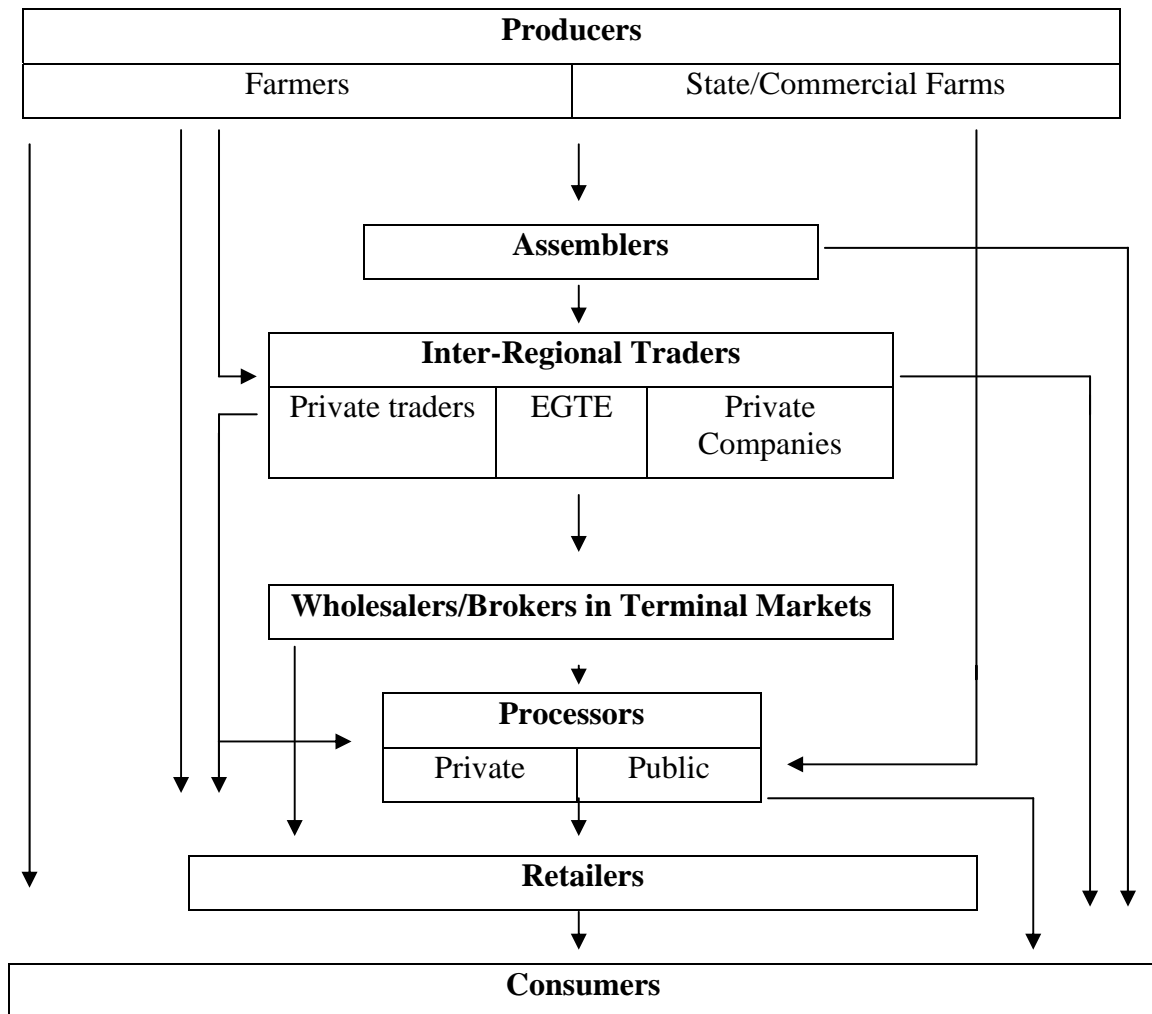 Producers
Farmers
State/Commercial Farms
Assemblers
Inter-Regional Traders
Private traders
EGTE
Private
Companies
Wholesalers/Brokers in Terminal Markets
Processors
Private
Public
Retailers
Consumers